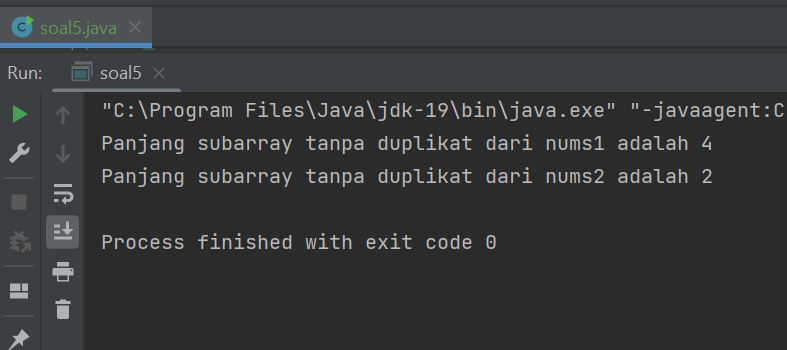 soal5.java
Run: soal5
"C:\Program Files\Java\jdk-19\bin\java.exe" "-javaagent:C
Panjang subarray tanpa duplikat dari nums1 adalah 4
Panjang subarray tanpa duplikat dari nums2 adalah 2
Process finished with exit code 0